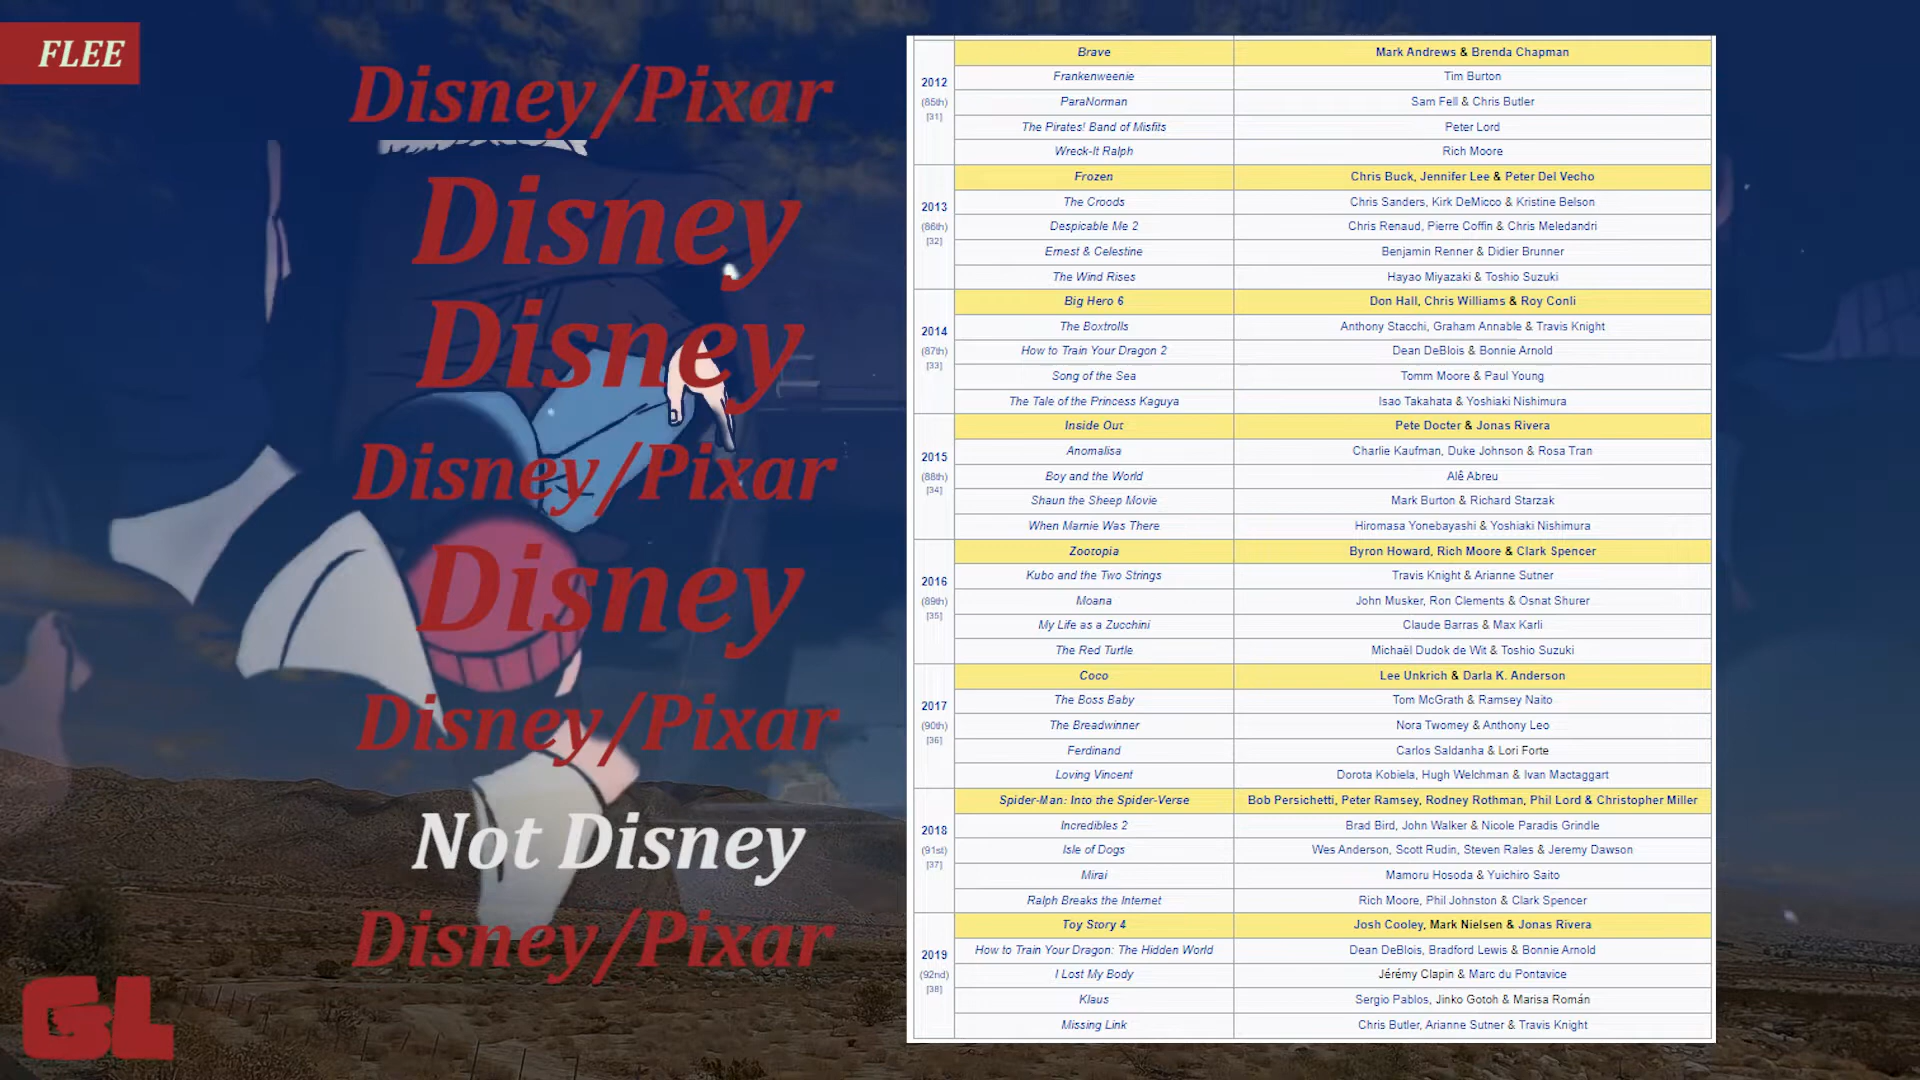 FLEE
Disney/Pixar
Disney
Disney
Disney/Pixar
Disney
Disney/Pixar
Not Disney
Disney/Pixar
GL
2012
(85th)
[31]
Brave Mark Andrews & Brenda Chapman
Frankenweenie Tim Burton
ParaNorman Sam Fell & Chris Butler
The Pirates! Band of Misfits Peter Lord
Wreck-It Ralph Rich Moore
2013
(86th)
[32]
Frozen Chris Buck, Jennifer Lee & Peter Del Vecho
The Croods Chris Sanders, Kirk DeMicco & Kristine Belson
Despicable Me 2 Chris Renaud, Pierre Coffin & Chris Meledandri
Ernest & Celestine Benjamin Renner & Didier Brunner
The Wind Rises Hayao Miyazaki & Toshio Suzuki
2014
(87th)
[33]
Big Hero 6 Don Hall, Chris Williams & Roy Conli
The Boxtrolls Anthony Stacchi, Graham Annable & Travis Knight
How to Train Your Dragon 2 Dean DeBlois & Bonnie Arnold
Song of the Sea Tomm Moore & Paul Young
The Tale of the Princess Kaguya Isao Takahata & Yoshiaki Nishimura
2015
(88th)
[34]
Inside Out Pete Docter & Jonas Rivera
Anomalisa Charlie Kaufman, Duke Johnson & Rosa Tran
Boy and the World Alê Abreu
Shaun the Sheep Movie Mark Burton & Richard Starzak
When Marnie Was There Hiromasa Yonebayashi & Yoshiaki Nishimura
2016
(89th)
[35]
Zootopia Byron Howard, Rich Moore & Clark Spencer
Kubo and the Two Strings Travis Knight & Arianne Sutner
Moana John Musker, Ron Clements & Osnat Shurer
My Life as a Zucchini Claude Barras & Max Karli
The Red Turtle Michaël Dudok de Wit & Toshio Suzuki
2017
(90th)
[36]
Coco Lee Unkrich & Darla K. Anderson
The Boss Baby Tom McGrath & Ramsey Naito
The Breadwinner Nora Twomey & Anthony Leo
Ferdinand Carlos Saldanha & Lori Forte
Loving Vincent Dorota Kobiela, Hugh Welchman & Ivan Mactaggart
2018
(91st)
[37]
Spider-Man: Into the Spider-Verse Bob Persichetti, Peter Ramsey, Rodney Rothman, Phil Lord & Christopher Miller
Incredibles 2 Brad Bird, John Walker & Nicole Paradis Grindle
Isle of Dogs Wes Anderson, Scott Rudin, Steven Rales & Jeremy Dawson
Mirai Mamoru Hosoda & Yuichiro Saito
Ralph Breaks the Internet Rich Moore, Phil Johnston & Clark Spencer
2019
(92nd)
[38]
Toy Story 4 Josh Cooley, Mark Nielsen & Jonas Rivera
How to Train Your Dragon: The Hidden World Dean DeBlois, Bradford Lewis & Bonnie Arnold
I Lost My Body Jérémy Clapin & Marc du Pontavice
Klaus Sergio Pablos, Jinko Gotoh & Marisa Román
Missing Link Chris Butler, Arianne Sutner & Travis Knight